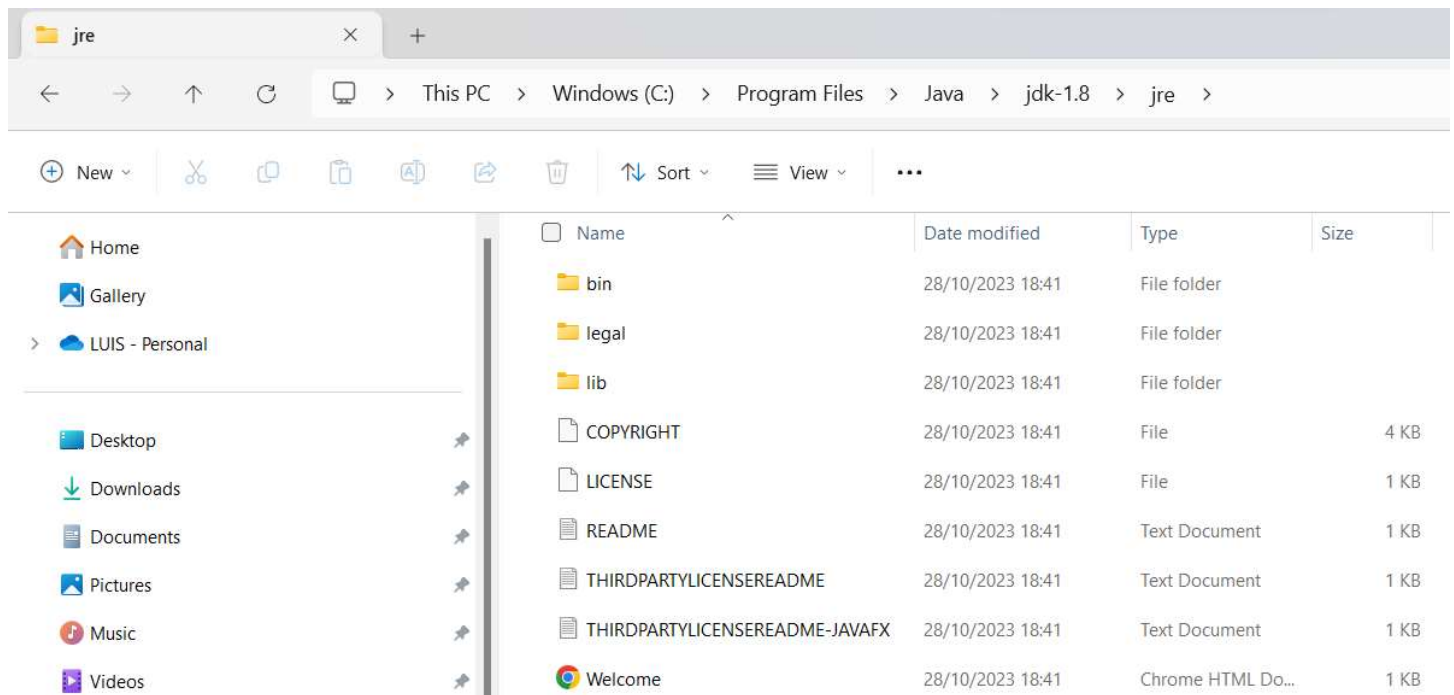 jre
This PC > Windows (C:) > Program Files > Java > jdk-1.8 > jre >
New Sort View
Name Date modified Type Size
Home
Gallery
LUIS - Personal
Desktop
Downloads
Documents
Pictures
Music
Videos
bin 28/10/2023 18:41 File folder
legal 28/10/2023 18:41 File folder
lib 28/10/2023 18:41 File folder
COPYRIGHT 28/10/2023 18:41 File 4 KB
LICENSE 28/10/2023 18:41 File 1 KB
README 28/10/2023 18:41 Text Document 1 KB
THIRDPARTYLICENSEREADME 28/10/2023 18:41 Text Document 1 KB
THIRDPARTYLICENSEREADME-JAVAFX 28/10/2023 18:41 Text Document 1 KB
Welcome 28/10/2023 18:41 Chrome HTML Do... 1 KB